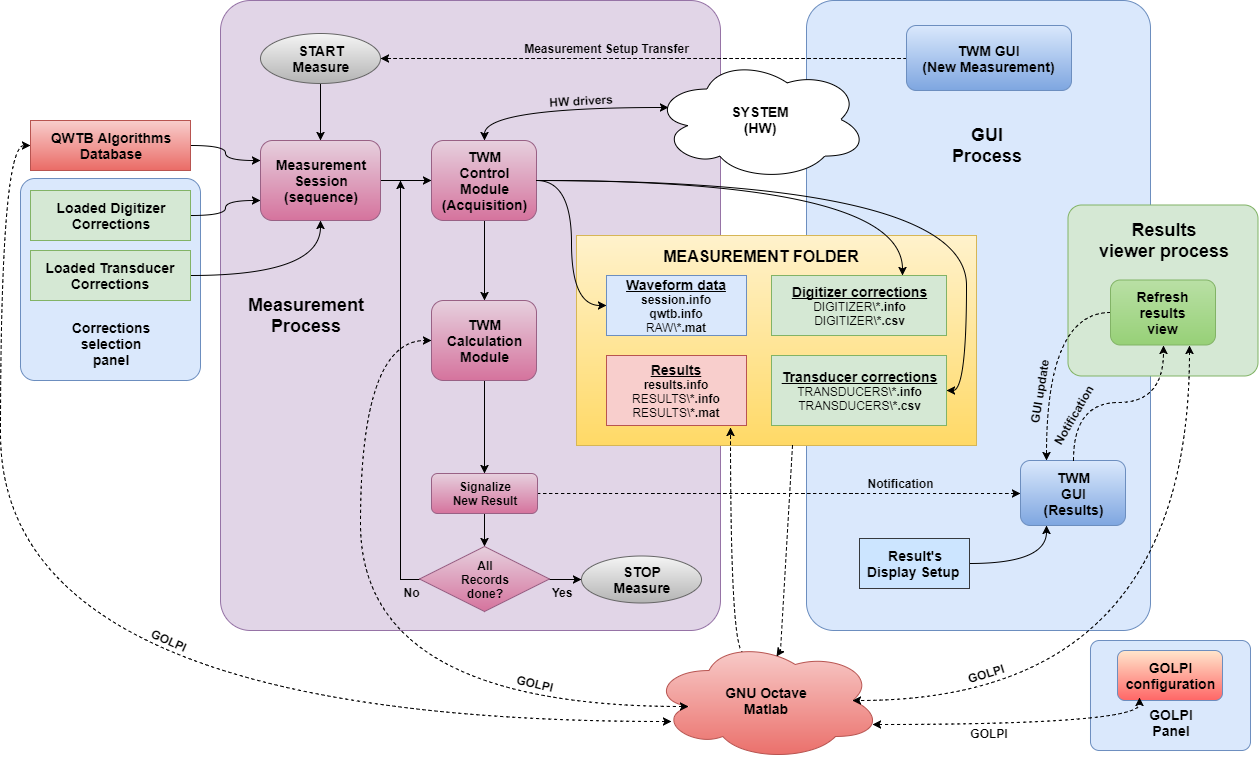 START
Measure
Measurement Setup Transfer
TWM GUI
(New Measurement)
HW drivers
SYSTEM
(HW)
GUI
Process
QWTB Algorithms
Database
Measurement
Session
(sequence)
TWM
Control
Module
(Acquisition)
Loaded Digitizer
Corrections
Loaded Transducer
Corrections
Corrections
selection
panel
Measurement
Process
MEASUREMENT FOLDER
Waveform data
session.info
qwtb.info
RAW\*.mat
Digitizer corrections
DIGITIZER\*.info
DIGITIZER\*.csv
Results
results.info
RESULTS\*.info
RESULTS\*.mat
Transducer corrections
TRANSDUCERS\*.info
TRANSDUCERS\*.csv
Results
viewer process
Refresh
results
view
TWM
Calculation
Module
GUI update
Notification
Signalize
New Result
Notification
TWM
GUI
(Results)
Result's
Display Setup
All
Records
done?
No
Yes
STOP
Measure
GOLPI
GOLPI
GOLPI
GNU Octave
Matlab
GOLPI
GOLPI
configuration
GOLPI
Panel